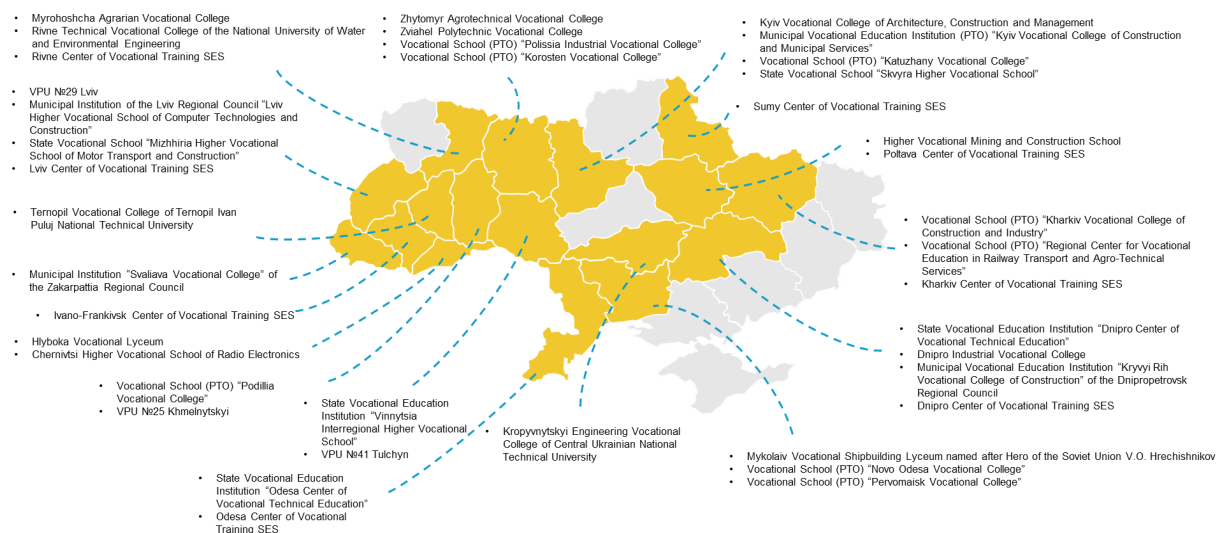 • Myrohoshcha Agrarian Vocational College
• Rivne Technical Vocational College of the National University of Water
and Environmental Engineering
• Rivne Center of Vocational Training SES
• Zhytomyr Agrotechnical Vocational College
• Zviahel Polytechnic Vocational College
• Vocational School (PTO) “Polissia Industrial Vocational College”
• Vocational School (PTO) “Korosten Vocational College”
• Kyiv Vocational College of Architecture, Construction and Management
• Municipal Vocational Education Institution (PTO) “Kyiv Vocational College of Construction
and Municipal Services”
• Vocational School (PTO) “Katuzhany Vocational College”
• State Vocational School “Skvyra Higher Vocational School”
• VPU №29 Lviv
• Municipal Institution of the Lviv Regional Council “Lviv
Higher Vocational School of Computer Technologies and
Construction”
• State Vocational School “Mizhhiria Higher Vocational
School of Motor Transport and Construction”
• Lviv Center of Vocational Training SES
• Sumy Center of Vocational Training SES
• Higher Vocational Mining and Construction School
• Poltava Center of Vocational Training SES
• Ternopil Vocational College of Ternopil Ivan
Puluj National Technical University
• Vocational School (PTO) “Kharkiv Vocational College of
Construction and Industry”
• Vocational School (PTO) “Regional Center for Vocational
Education in Railway Transport and Agro-Technical
Services”
• Kharkiv Center of Vocational Training SES
• Municipal Institution “Svaliava Vocational College” of
the Zakarpattia Regional Council
• Ivano-Frankivsk Center of Vocational Training SES
• Hlyboka Vocational Lyceum
• Chernivtsi Higher Vocational School of Radio Electronics
• State Vocational Education Institution “Dnipro Center of
Vocational Technical Education”
• Dnipro Industrial Vocational College
• Municipal Vocational Education Institution “Kryvyi Rih
Vocational College of Construction” of the Dnipropetrovsk
Regional Council
• Dnipro Center of Vocational Training SES
• Vocational School (PTO) “Podillia
Vocational College”
• VPU №25 Khmelnytskyi
• State Vocational Education
Institution “Vinnytsia
Interregional Higher Vocational
School”
• VPU №41 Tulchyn
• Kropyvnytskyi Engineering Vocational
College of Central Ukrainian National
Technical University
• Mykolaiv Vocational Shipbuilding Lyceum named after Hero of the Soviet Union V.O. Hrechishnikov
• Vocational School (PTO) “Novo Odesa Vocational College”
• Vocational School (PTO) “Pervomaisk Vocational College”
• State Vocational Education
Institution “Odesa Center of
Vocational Technical Education”
• Odesa Center of Vocational
Training SES